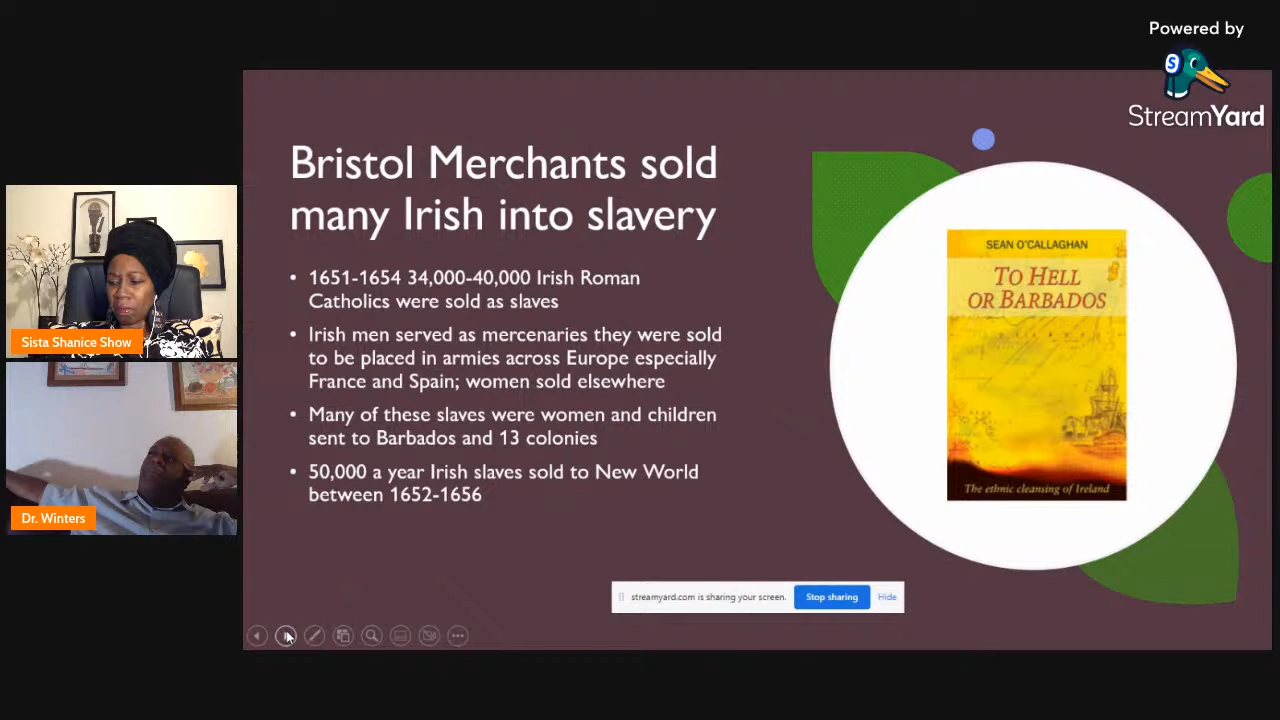 Powered by
StreamYard
Bristol Merchants sold
many Irish into slavery
• 1651-1654 34,000-40,000 Irish Roman
Catholics were sold as slaves
• Irish men served as mercenaries they were sold
to be placed in armies across Europe especially
France and Spain; women sold elsewhere
• Many of these slaves were women and children
sent to Barbados and 13 colonies
• 50,000 a year Irish slaves sold to New World
between 1652-1656
SEAN O'CALLAGHAN
TO HELL
OR BARBADOS
The ethnic cleansing of Ireland
Sista Shanice Show
Dr. Winters
streamyard.com is sharing your screen.
Stop sharing
Hide